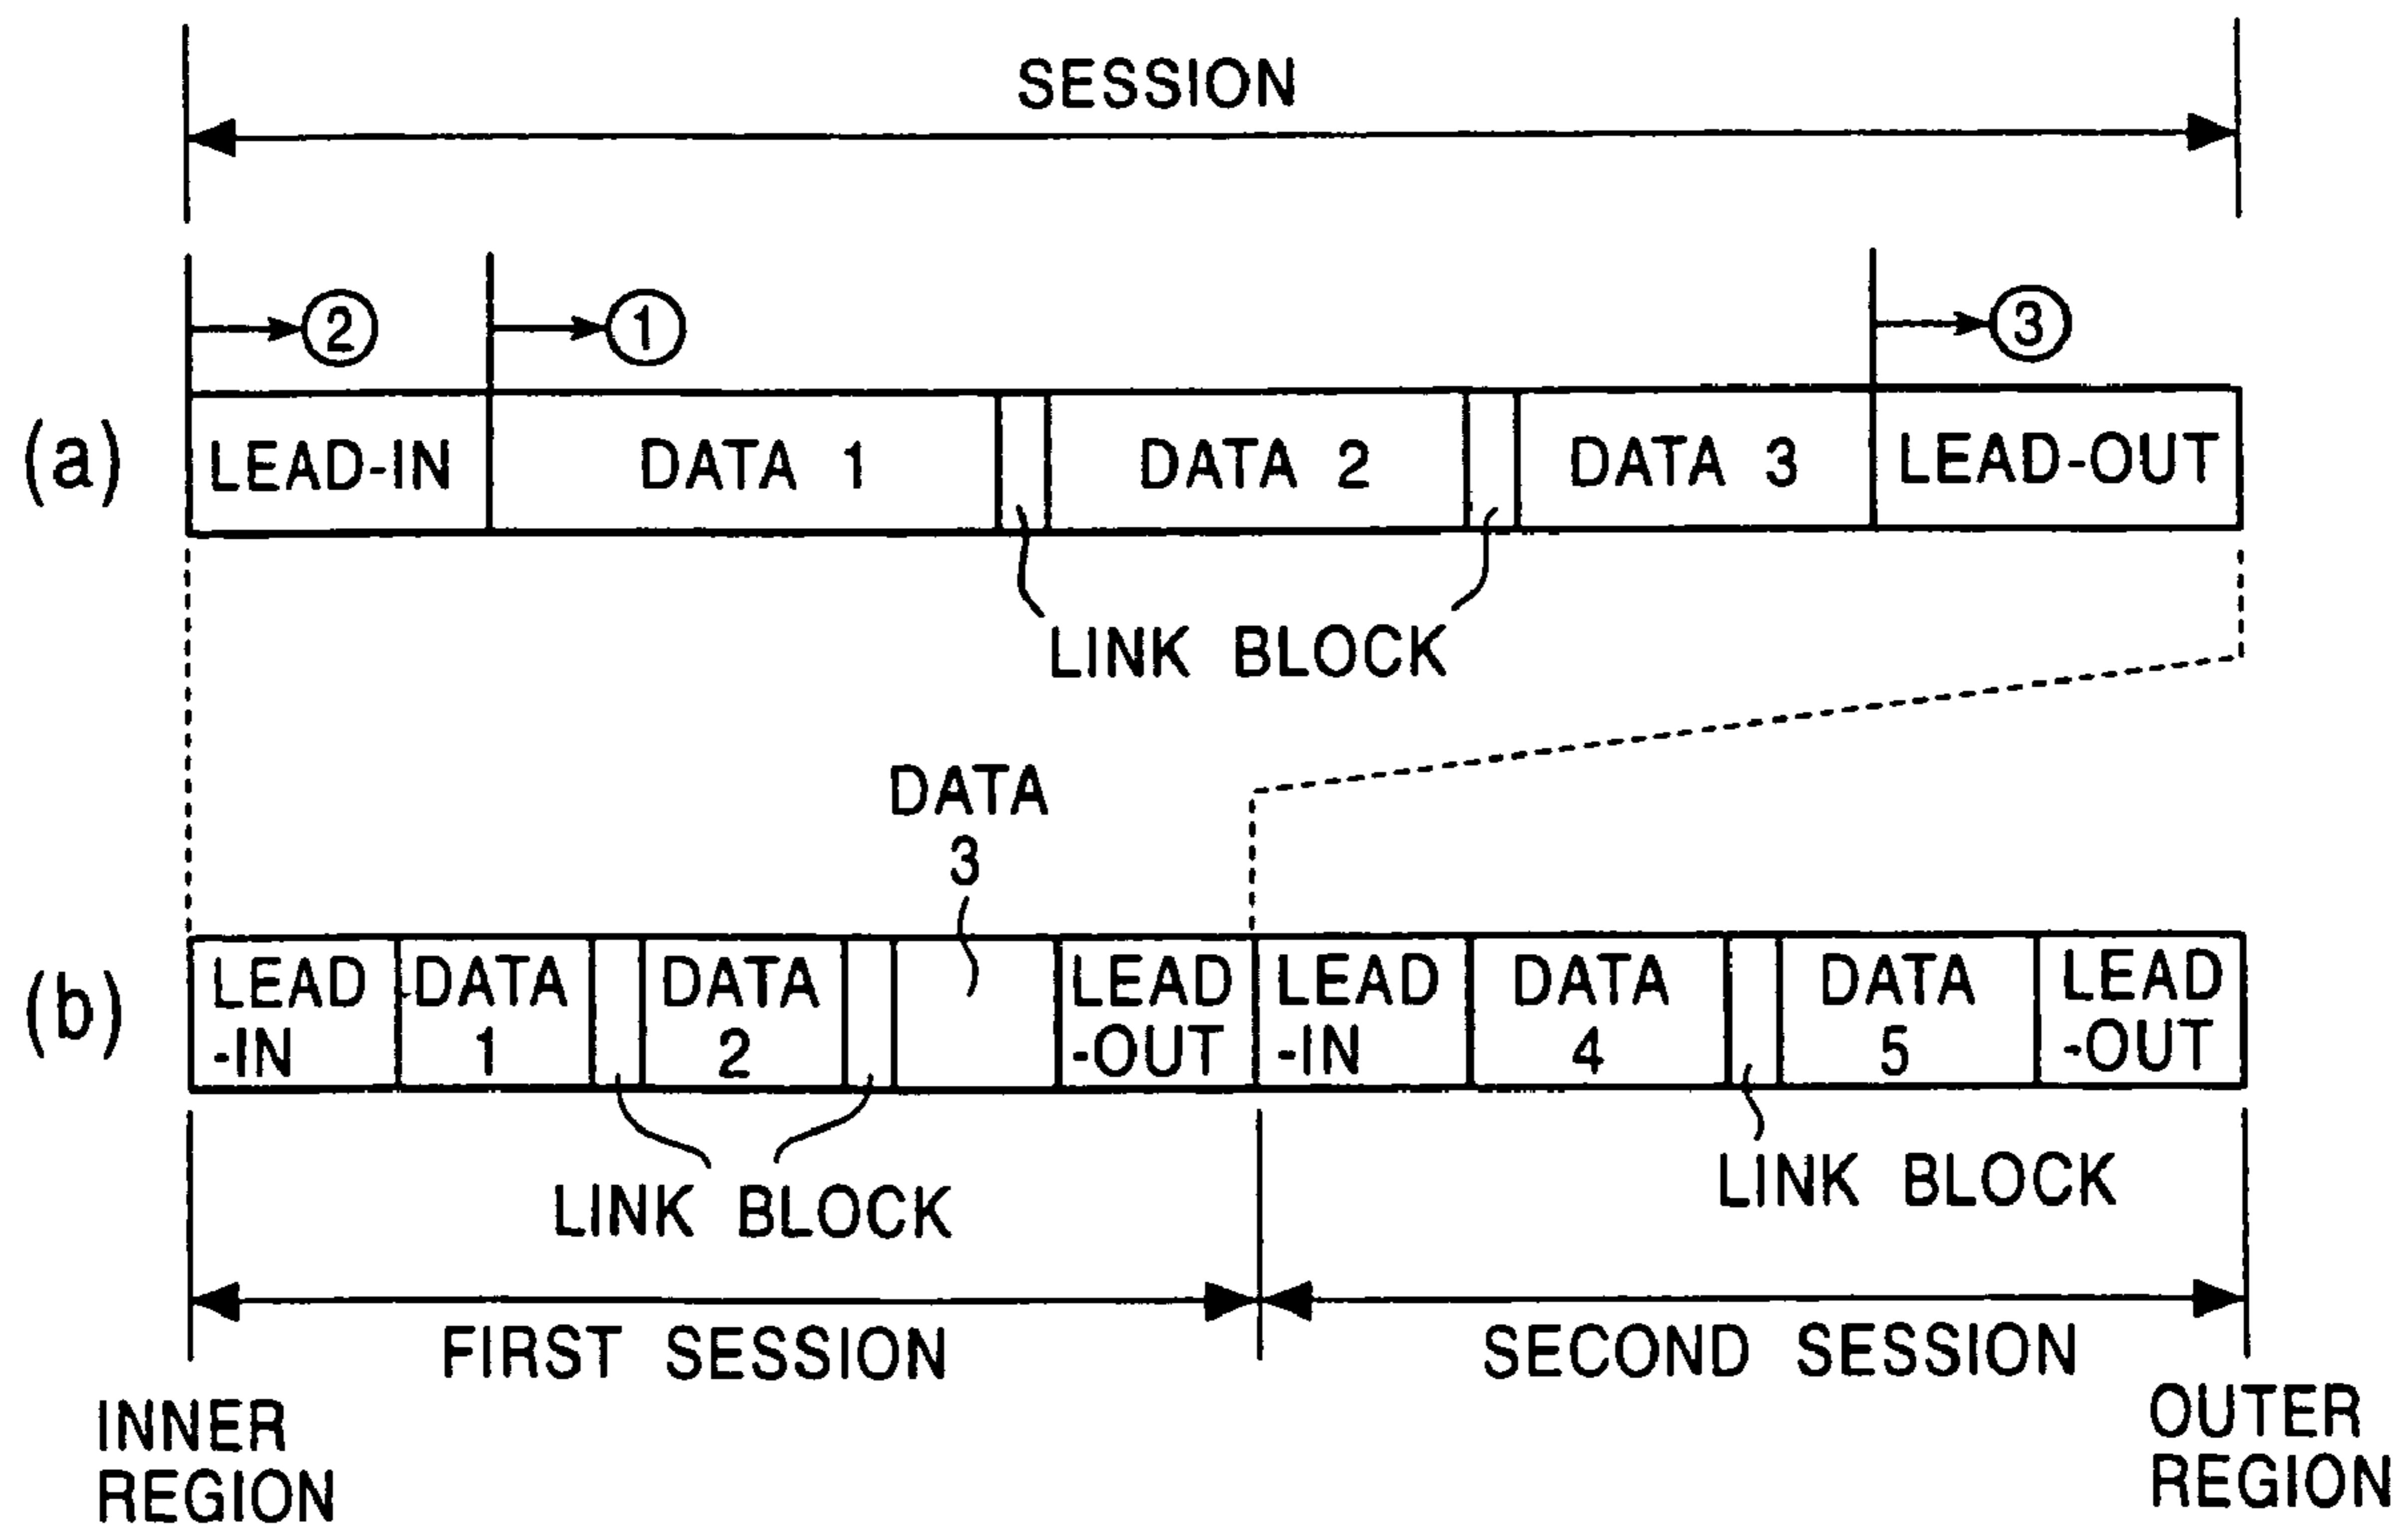 SESSION
② ① ③
(a) LEAD-IN DATA 1 DATA 2 DATA 3 LEAD-OUT
LINK BLOCK
DATA
3
(b)
LEAD
-IN
DATA
1
DATA
2
LEAD
-OUT
LEAD
-IN
DATA
4
DATA
5
LEAD
-OUT
LINK BLOCK
LINK BLOCK
FIRST SESSION
SECOND SESSION
INNER
REGION
OUTER
REGION